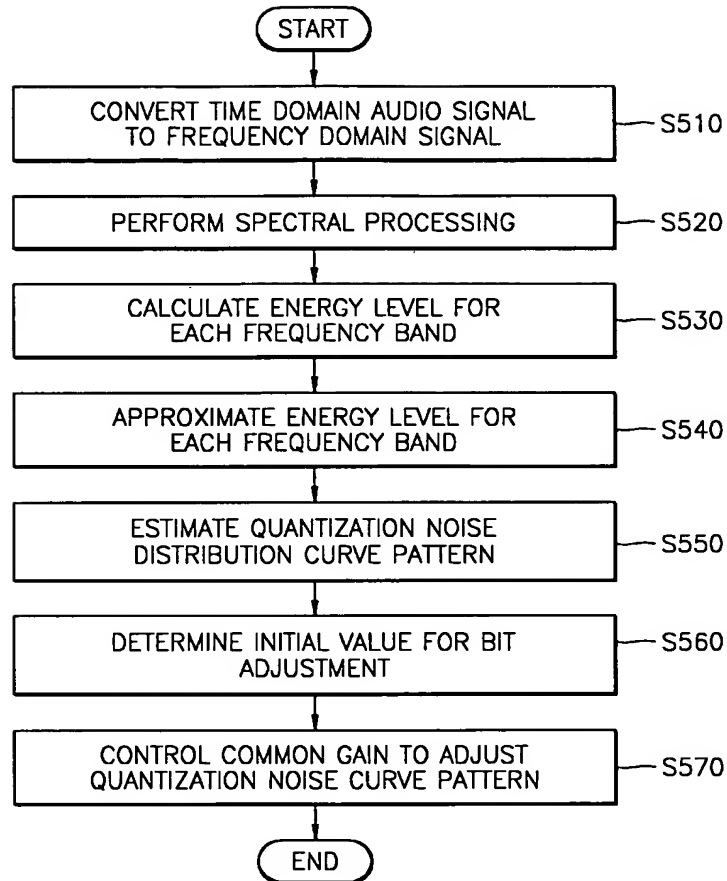 START
CONVERT TIME DOMAIN AUDIO SIGNAL
TO FREQUENCY DOMAIN SIGNAL
S510
PERFORM SPECTRAL PROCESSING
S520
CALCULATE ENERGY LEVEL FOR
EACH FREQUENCY BAND
S530
APPROXIMATE ENERGY LEVEL FOR
EACH FREQUENCY BAND
S540
ESTIMATE QUANTIZATION NOISE
DISTRIBUTION CURVE PATTERN
S550
DETERMINE INITIAL VALUE FOR BIT
ADJUSTMENT
S560
CONTROL COMMON GAIN TO ADJUST
QUANTIZATION NOISE CURVE PATTERN
S570
END